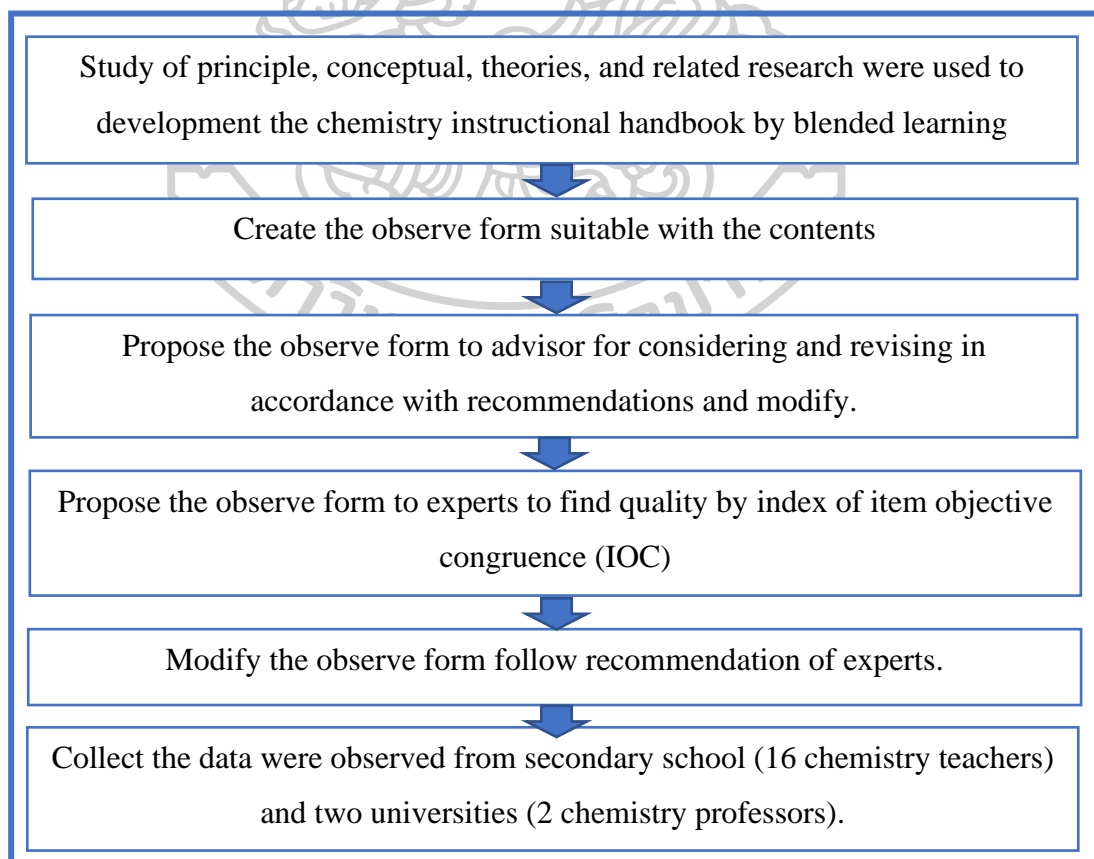 Study of principle, conceptual, theories, and related research were used to
development the chemistry instructional handbook by blended learning
Create the observe form suitable with the contents
Propose the observe form to advisor for considering and revising in
accordance with recommendations and modify.
Propose the observe form to experts to find quality by index of item objective
congruence (IOC)
Modify the observe form follow recommendation of experts.
Collect the data were observed from secondary school (16 chemistry teachers)
and two universities (2 chemistry professors).